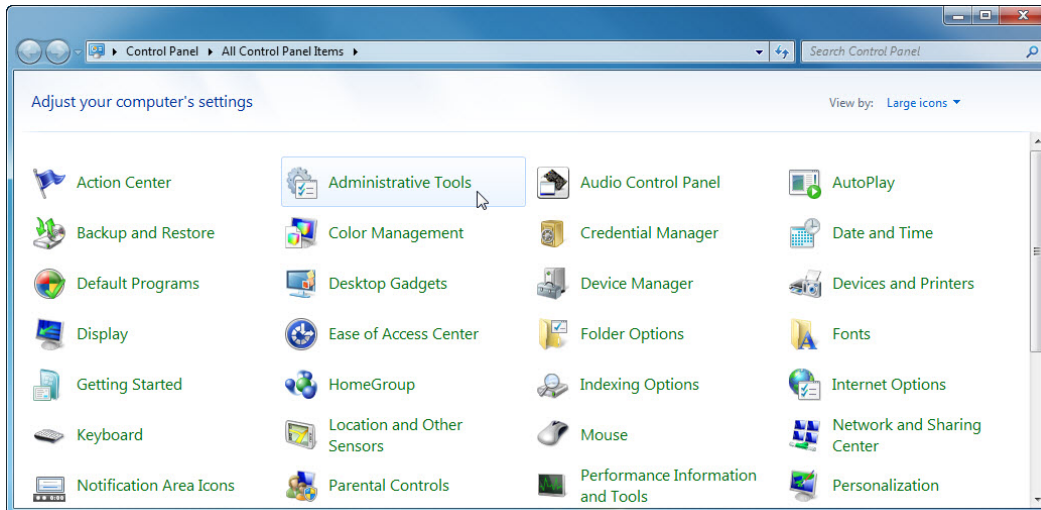 Control Panel ▸ All Control Panel Items ▸
Search Control Panel
Adjust your computer's settings
View by: Large icons
Action Center
Administrative Tools
Audio Control Panel
AutoPlay
Backup and Restore
Color Management
Credential Manager
Date and Time
Default Programs
Desktop Gadgets
Device Manager
Devices and Printers
Display
Ease of Access Center
Folder Options
Fonts
Getting Started
HomeGroup
Indexing Options
Internet Options
Keyboard
Location and Other
Sensors
Mouse
Network and Sharing
Center
Notification Area Icons
Parental Controls
Performance Information
and Tools
Personalization